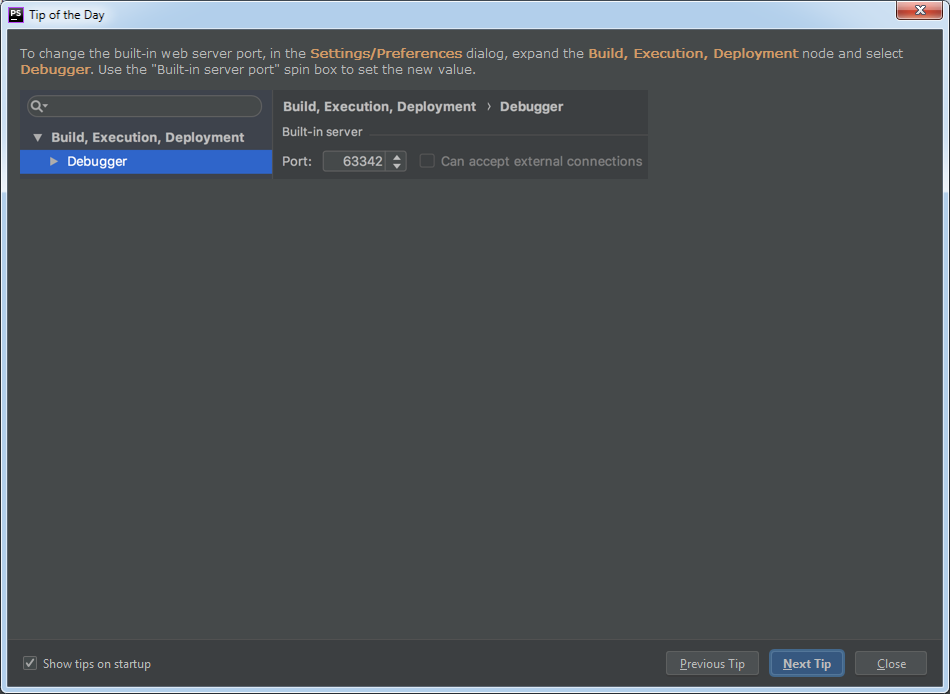 PS Tip of the Day
To change the built-in web server port, in the Settings/Preferences dialog, expand the Build, Execution, Deployment node and select
Debugger. Use the "Built-in server port" spin box to set the new value.
Build, Execution, Deployment
Debugger
Build, Execution, Deployment › Debugger
Built-in server
Port: 63342 Can accept external connections
Show tips on startup
Previous Tip
Next Tip
Close